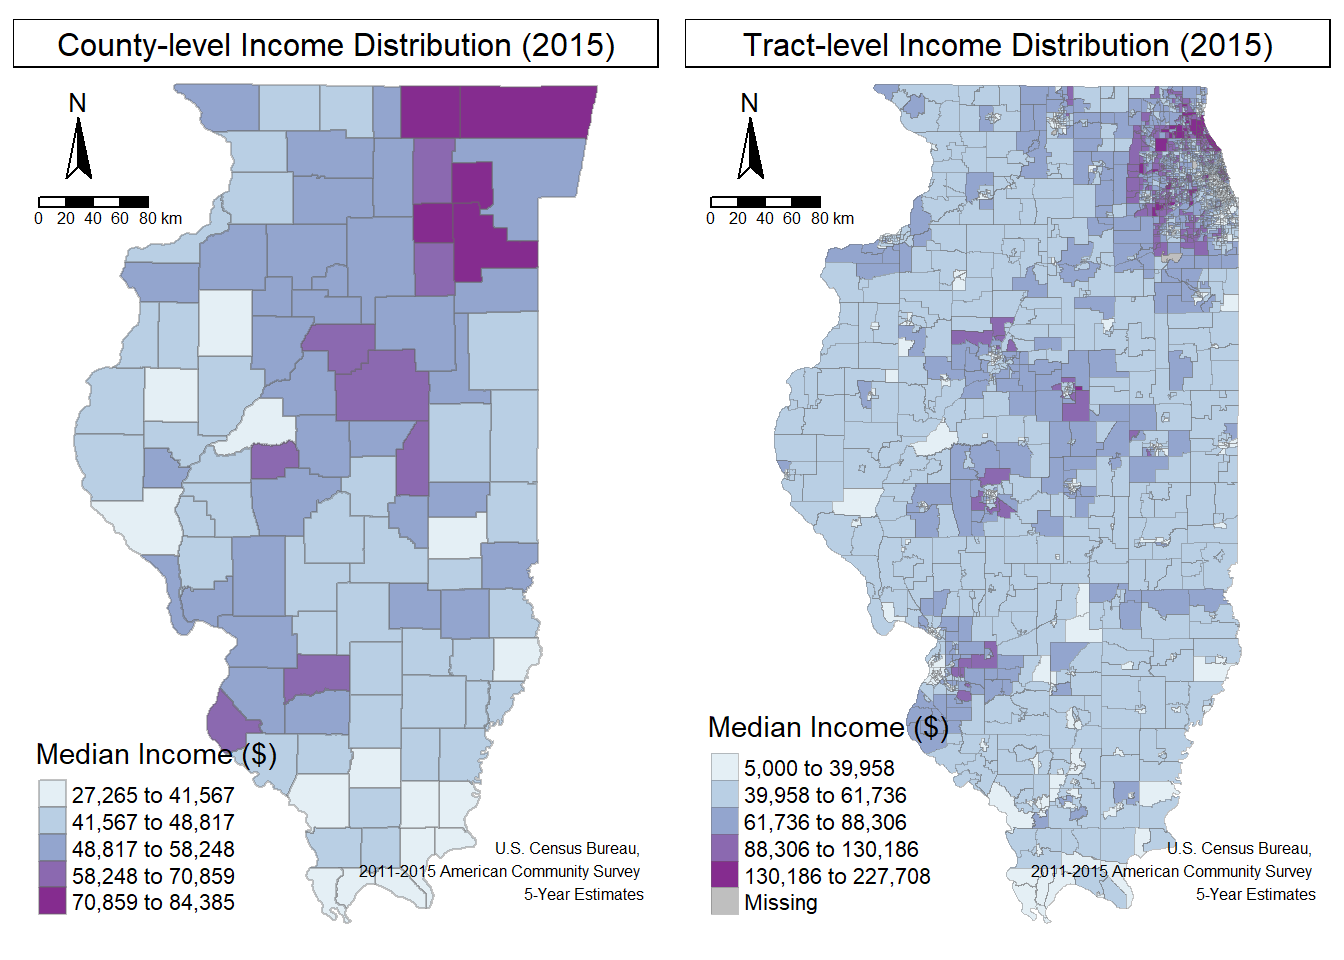 County-level Income Distribution (2015)
N
0 20 40 60 80 km
Median Income ($)
27,265 to 41,567
41,567 to 48,817
48,817 to 58,248
58,248 to 70,859
70,859 to 84,385
U.S. Census Bureau,
2011-2015 American Community Survey
5-Year Estimates
Tract-level Income Distribution (2015)
N
0 20 40 60 80 km
Median Income ($)
5,000 to 39,958
39,958 to 61,736
61,736 to 88,306
88,306 to 130,186
130,186 to 227,708
Missing
U.S. Census Bureau,
2011-2015 American Community Survey
5-Year Estimates